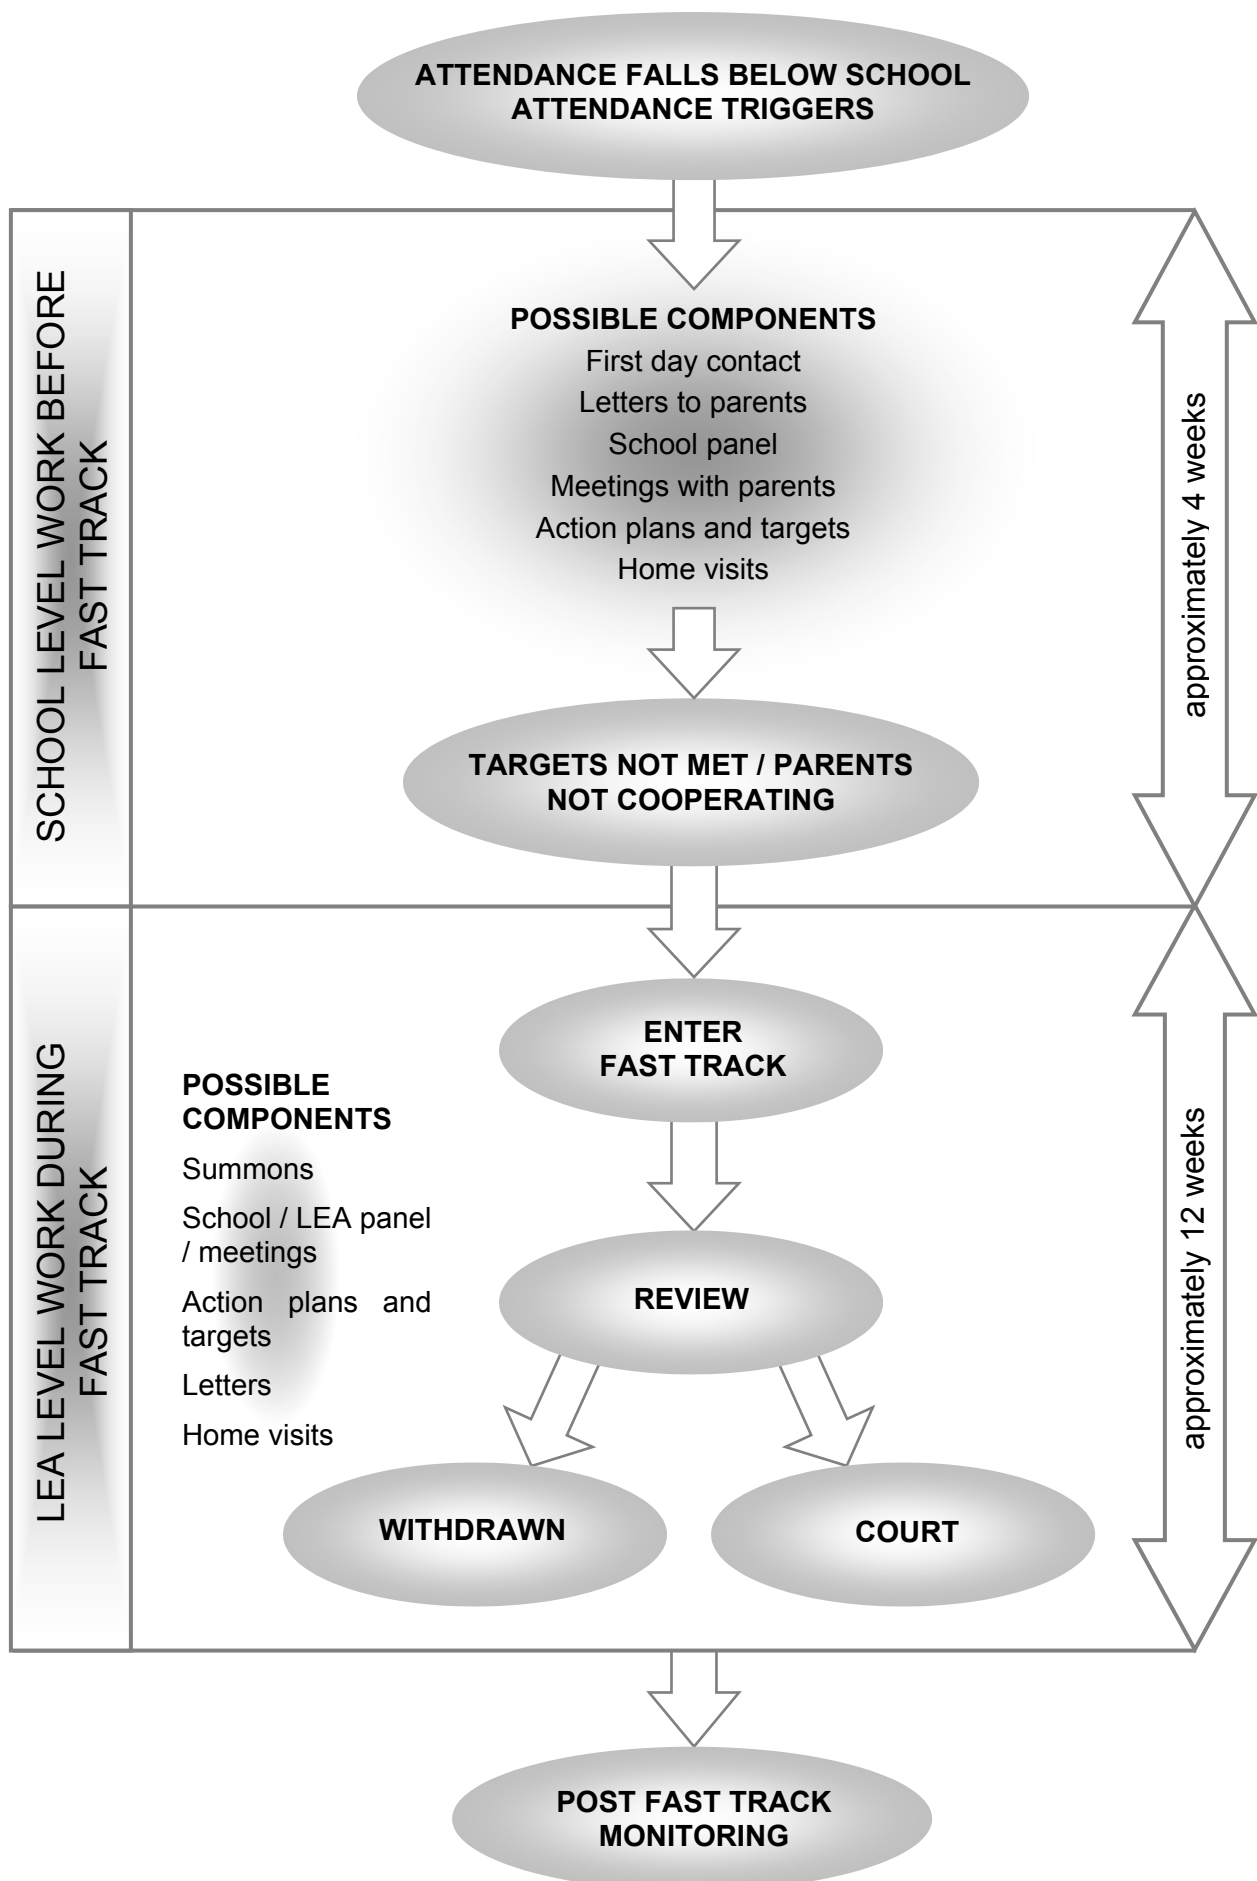 ATTENDANCE FALLS BELOW SCHOOL
ATTENDANCE TRIGGERS
SCHOOL LEVEL WORK BEFORE
FAST TRACK
POSSIBLE COMPONENTS
First day contact
Letters to parents
School panel
Meetings with parents
Action plans and targets
Home visits
approximately 4 weeks
TARGETS NOT MET / PARENTS
NOT COOPERATING
LEA LEVEL WORK DURING
FAST TRACK
ENTER
FAST TRACK
POSSIBLE
COMPONENTS
Summons
School / LEA panel
/ meetings
Action plans and
targets
Letters
Home visits
REVIEW
approximately 12 weeks
WITHDRAWN
COURT
POST FAST TRACK
MONITORING